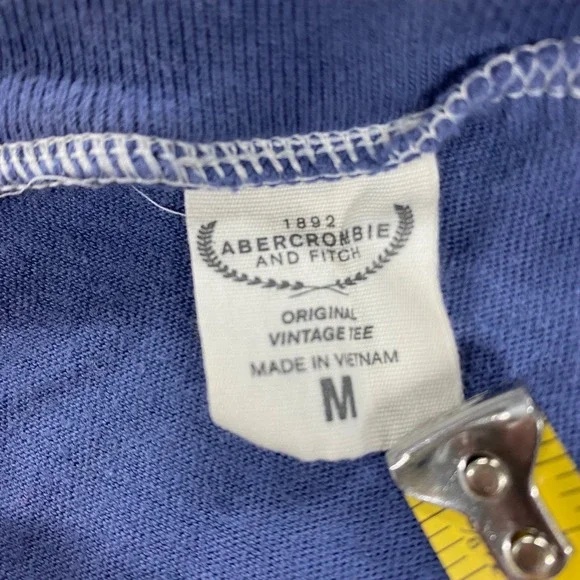 1892
ABERCROMBIE
AND FITCH
ORIGINAL
VINTAGE TEE
MADE IN VIETNAM
M